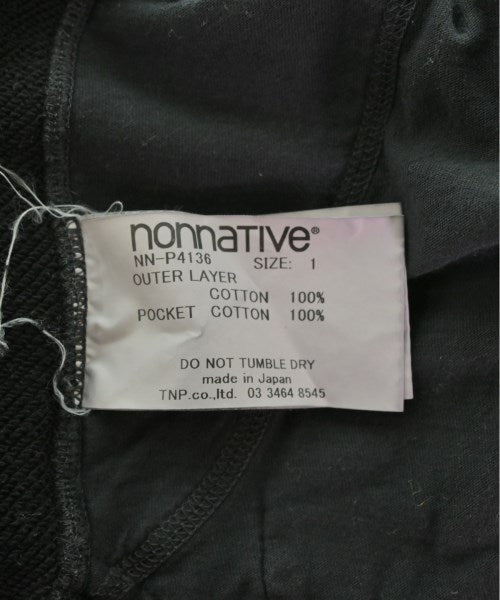 nonnative®
NN-P4136 SIZE: 1
OUTER LAYER
COTTON 100%
POCKET COTTON 100%
DO NOT TUMBLE DRY
made in Japan
TNP.co.,ltd. 03 3464 8545